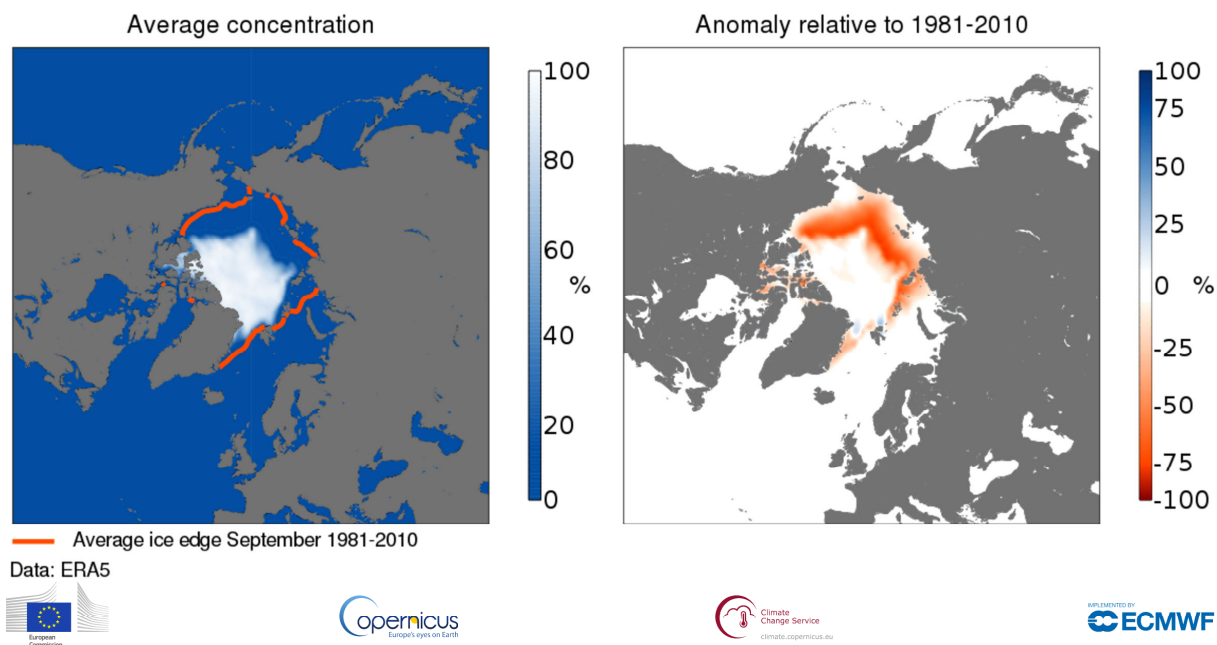 Average concentration
Anomaly relative to 1981-2010
100
80
60
%
40
20
0
100
75
50
25
0 %
-25
-50
-75
-100
Average ice edge September 1981-2010
Data: ERA5
European
Commission
opernicus
Europe's eyes on Earth
Climate
Change Service
climate.copernicus.eu
IMPLEMENTED BY
ECMWF